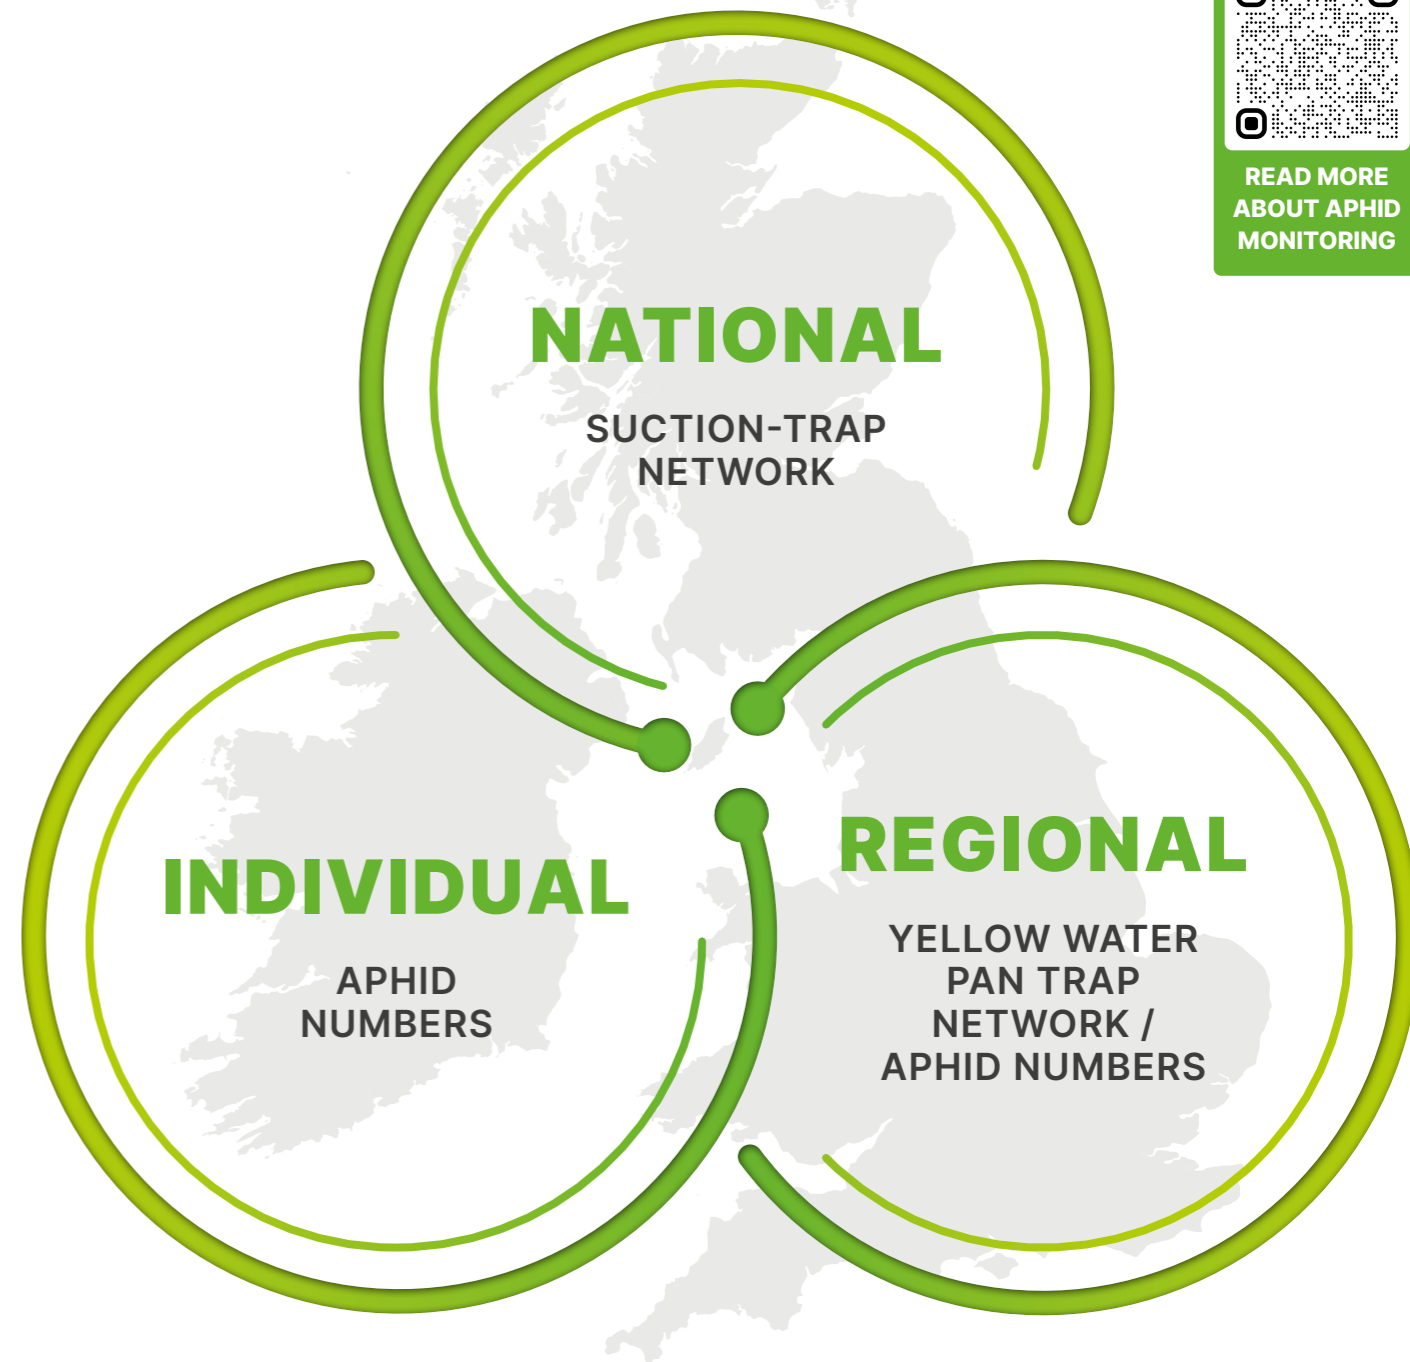 READ MORE
ABOUT APHID
MONITORING
NATIONAL
SUCTION-TRAP
NETWORK
INDIVIDUAL
APHID
NUMBERS
REGIONAL
YELLOW WATER
PAN TRAP
NETWORK /
APHID NUMBERS